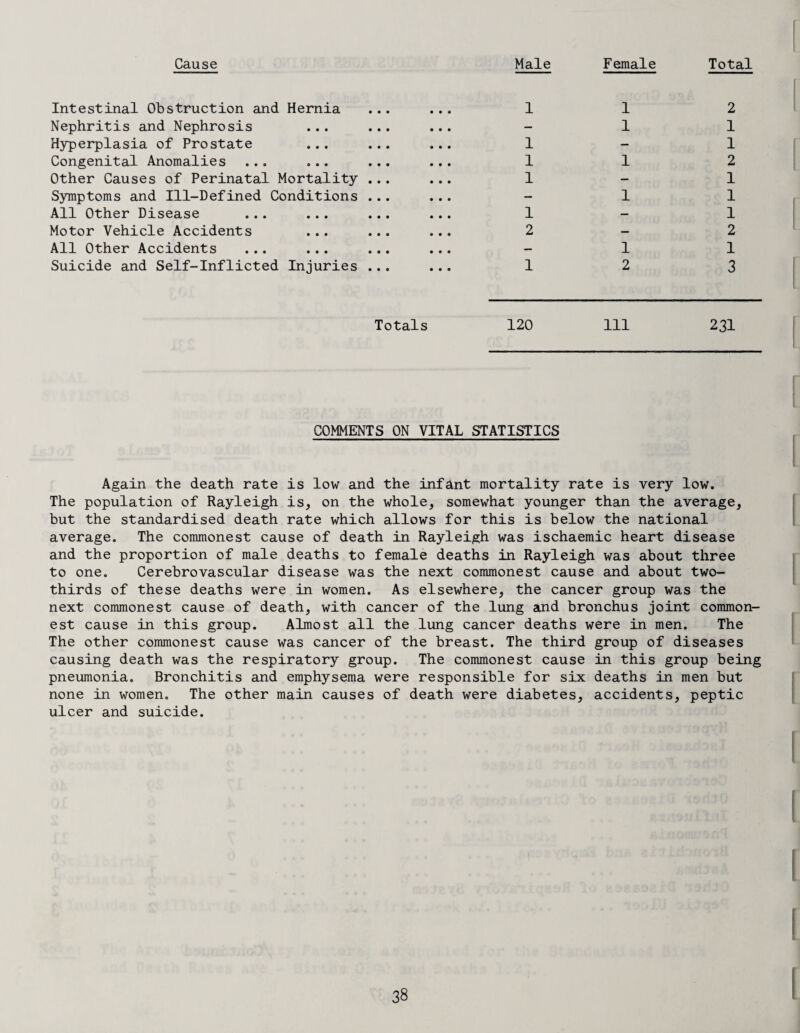 Cause Male Female Total
Intestinal Obstruction and Hernia ... ... 1 1 2
Nephritis and Nephrosis ... ... ... - 1 1
Hyperplasia of Prostate ... ... ... 1 - 1
Congenital Anomalies ... ... ... ... 1 1 2
Other Causes of Perinatal Mortality ... ... 1 - 1
Symptoms and Ill-Defined Conditions ... ... - 1 1
All Other Disease ... ... ... ... 1 - 1
Motor Vehicle Accidents ... ... ... 2 - 2
All Other Accidents ... ... ... ... - 1 1
Suicide and Self-Inflicted Injuries ... ... 1 2 3
Totals 120 111 231
COMMENTS ON VITAL STATISTICS
Again the death rate is low and the infant mortality rate is very low.
The population of Rayleigh is, on the whole, somewhat younger than the average,
but the standardised death rate which allows for this is below the national
average. The commonest cause of death in Rayleigh was ischaemic heart disease
and the proportion of male deaths to female deaths in Rayleigh was about three
to one. Cerebrovascular disease was the next commonest cause and about two-
thirds of these deaths were in women. As elsewhere, the cancer group was the
next commonest cause of death, with cancer of the lung and bronchus joint common-
est cause in this group. Almost all the lung cancer deaths were in men. The
The other commonest cause was cancer of the breast. The third group of diseases
causing death was the respiratory group. The commonest cause in this group being
pneumonia. Bronchitis and emphysema were responsible for six deaths in men but
none in women. The other main causes of death were diabetes, accidents, peptic
ulcer and suicide.
38